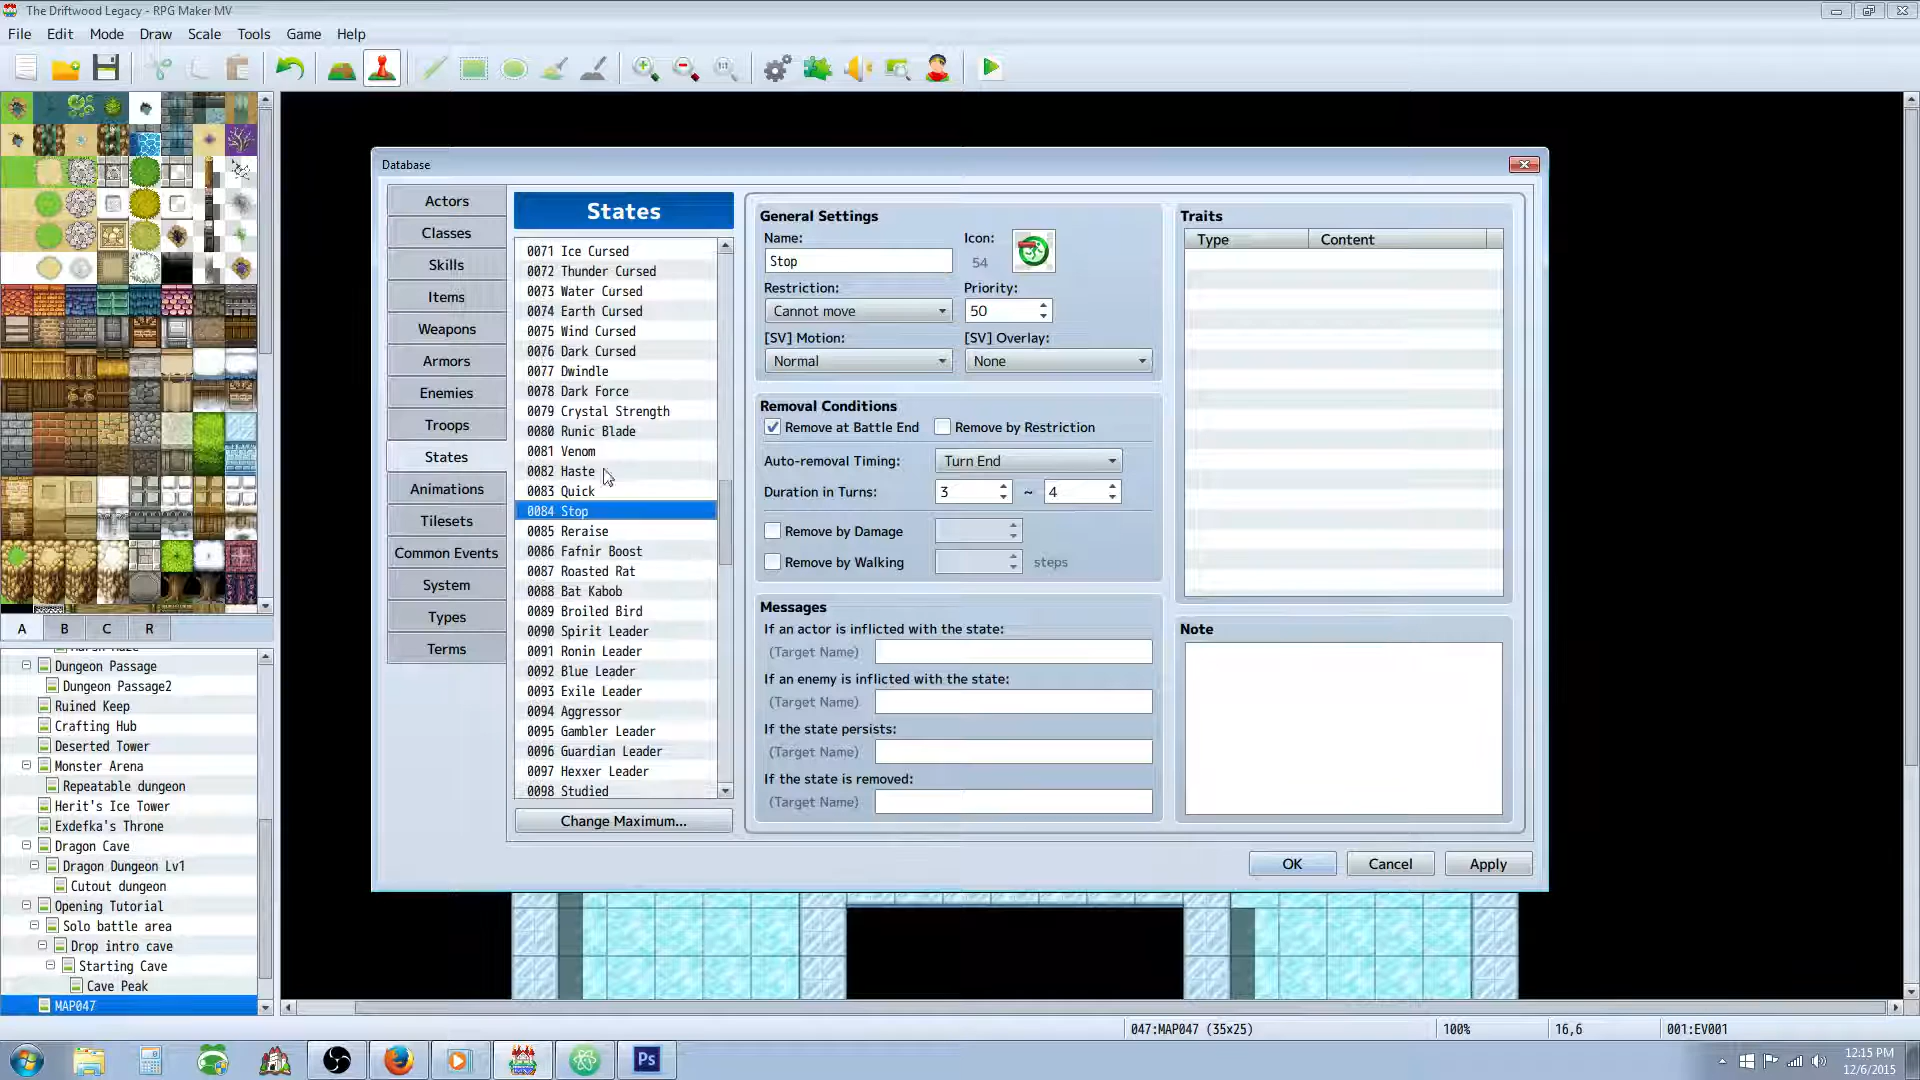 The Driftwood Legacy - RPG Maker MV
File Edit Mode Draw Scale Tools Game Help
1:1
Database
Actors
Classes
Skills
Items
Weapons
Armors
Enemies
Troops
States
Animations
Tilesets
Common Events
System
Types
Terms
States
0071 Ice Cursed
0072 Thunder Cursed
0073 Water Cursed
0074 Earth Cursed
0075 Wind Cursed
0076 Dark Cursed
0077 Dwindle
0078 Dark Force
0079 Crystal Strength
0080 Runic Blade
0081 Venom
0082 Haste
0083 Quick
0084 Stop
0085 Reraise
0086 Fafnir Boost
0087 Roasted Rat
0088 Bat Kabob
0089 Broiled Bird
0090 Spirit Leader
0091 Ronin Leader
0092 Blue Leader
0093 Exile Leader
0094 Aggressor
0095 Gambler Leader
0096 Guardian Leader
0097 Hexxer Leader
0098 Studied
Change Maximum...
General Settings
Name: Icon:
Stop 54
Restriction: Priority:
Cannot move 50
[SV] Motion: [SV] Overlay:
Normal None
Removal Conditions
Remove at Battle End Remove by Restriction
Auto-removal Timing: Turn End
Duration in Turns: 3 ~ 4
Remove by Damage
Remove by Walking steps
Messages
If an actor is inflicted with the state:
(Target Name)
If an enemy is inflicted with the state:
(Target Name)
If the state persists:
(Target Name)
If the state is removed:
(Target Name)
Traits
Type Content
Note
OK Cancel Apply
A B C R
Dungeon Passage
Dungeon Passage2
Ruined Keep
Crafting Hub
Deserted Tower
Monster Arena
Repeatable dungeon
Herit's Ice Tower
Exdefka's Throne
Dragon Cave
Dragon Dungeon Lv1
Cutout dungeon
Opening Tutorial
Solo battle area
Drop intro cave
Starting Cave
Cave Peak
MAP047
047:MAP047 (35x25) 100% 16,6 001:EV001
Ps
12:15 PM
12/6/2015